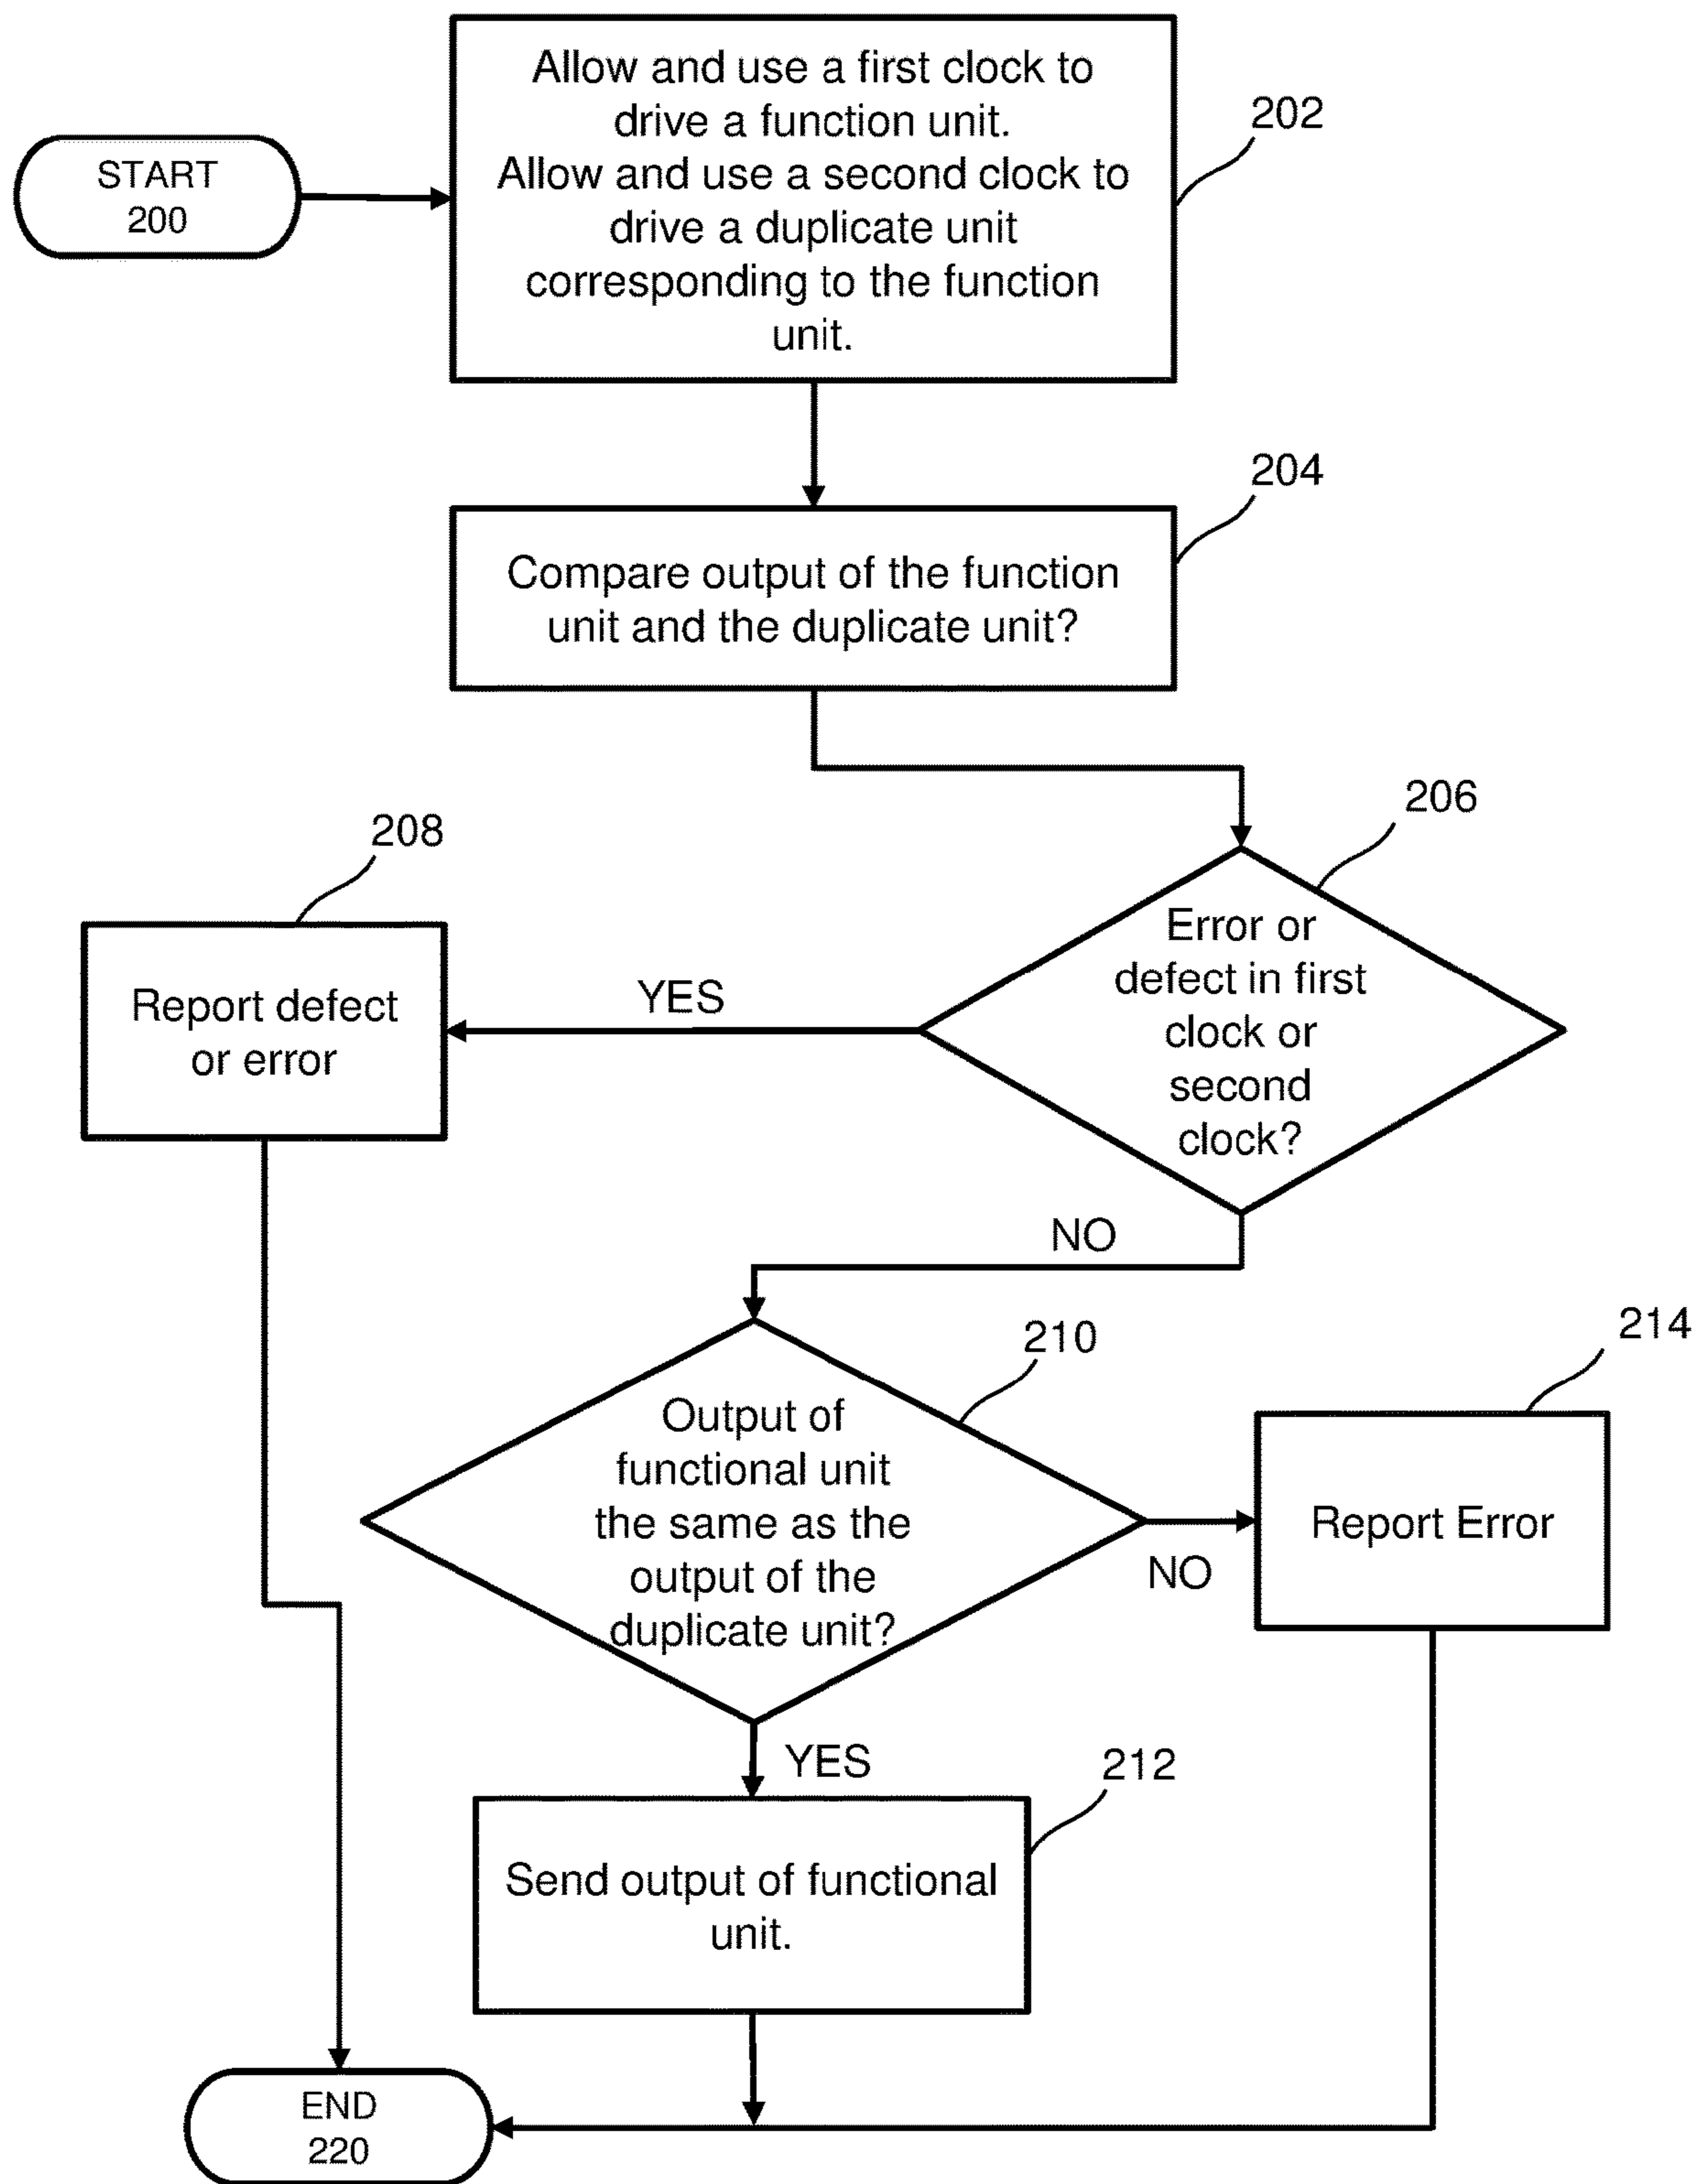 Allow and use a first clock to
drive a function unit.
Allow and use a second clock to
drive a duplicate unit
corresponding to the function
unit.
202
START
200
204
Compare output of the function
unit and the duplicate unit?
206
208
Error or
defect in first
clock or
second
clock?
YES
Report defect
or error
NO
210
214
Output of
functional unit
the same as the
output of the
duplicate unit?
NO
Report Error
YES
212
Send output of functional
unit.
END
220